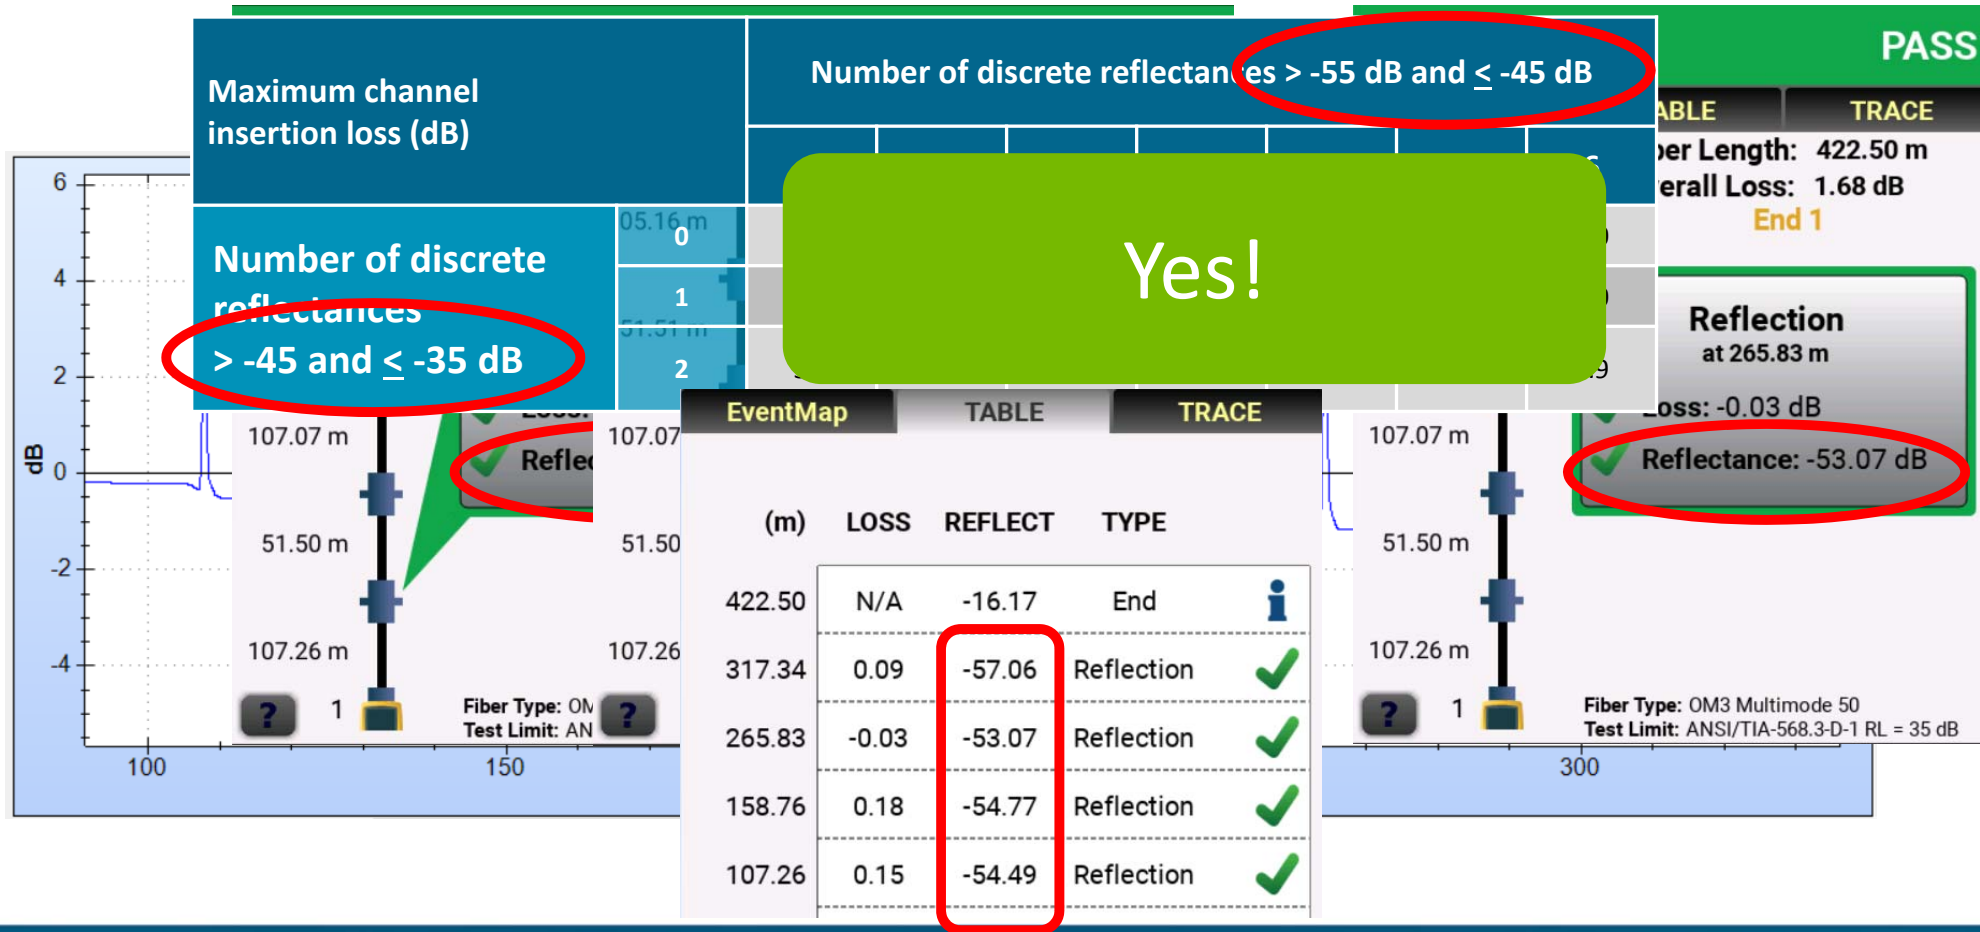 Maximum channel
insertion loss (dB)
Number of discrete reflectances > -55 dB and ≤ -45 dB
Number of discrete
reflectances
> -45 and ≤ -35 dB
0
1
2
Yes!
PASS
TRACE
422.50 m
1.68 dB
End 1
Reflection
at 265.83 m
Loss: -0.03 dB
Reflectance: -53.07 dB
107.07 m
51.50 m
107.26 m
? 1
Fiber Type: OM3 Multimode 50
Test Limit: ANSI/TIA-568.3-D-1 RL = 35 dB
EventMap TABLE TRACE
(m) LOSS REFLECT TYPE
422.50 N/A -16.17 End
317.34 0.09 -57.06 Reflection
265.83 -0.03 -53.07 Reflection
158.76 0.18 -54.77 Reflection
107.26 0.15 -54.49 Reflection
107.07 m
51.50 m
107.26 m
? 1
Fiber Type:
Test Limit:
107.07
51.50
107.26
?
dB
6
4
2
0
-2
-4
100 150 300